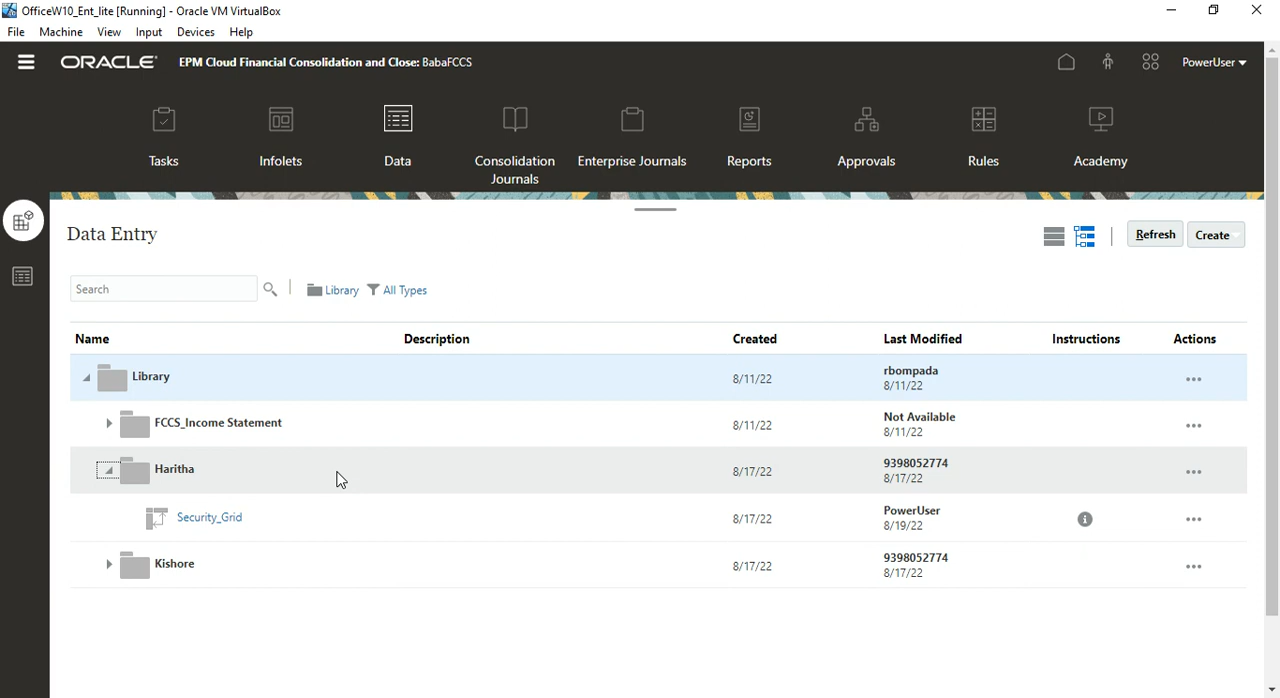 OfficeW10_Ent_lite [Running] - Oracle VM VirtualBox
File Machine View Input Devices Help
ORACLE EPM Cloud Financial Consolidation and Close: BabaFCCS PowerUser
Tasks Infolets Data Consolidation Journals Enterprise Journals Reports Approvals Rules Academy
Data Entry
Refresh Create
Search Library All Types
Name Description Created Last Modified Instructions Actions
Library 8/11/22 rbompada 8/11/22
FCCS_Income Statement 8/11/22 Not Available 8/11/22
Haritha 8/17/22 9398052774 8/17/22
Security_Grid 8/17/22 PowerUser 8/19/22
Kishore 8/17/22 9398052774 8/17/22